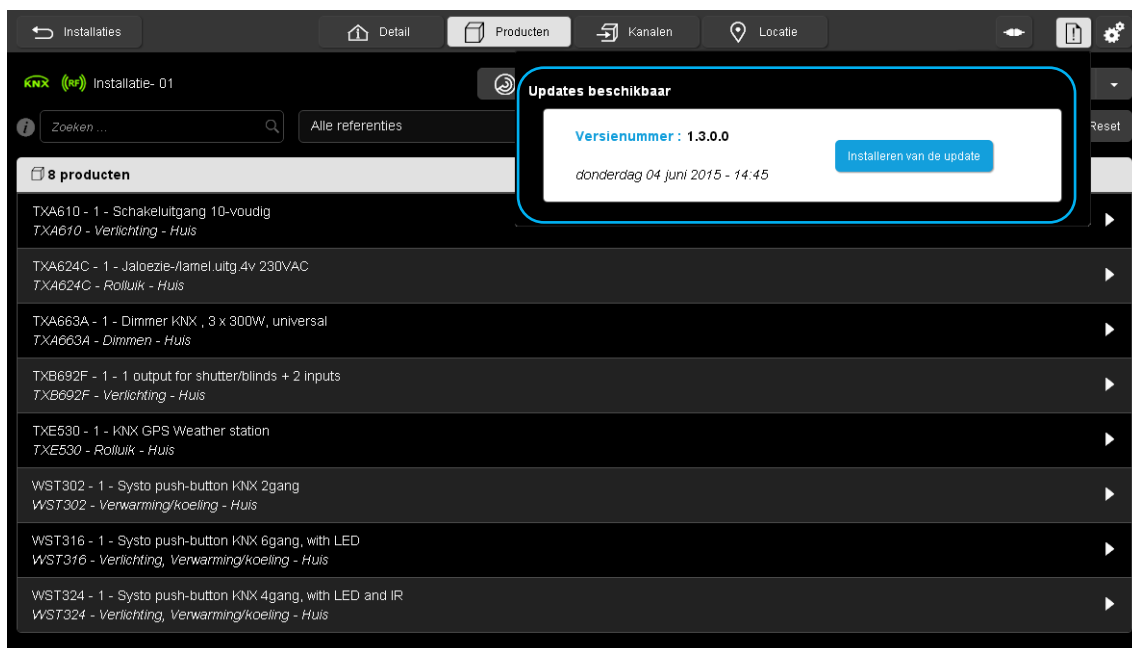 Installaties
Detail
Producten
Kanalen
Locatie
KNX ((RF)) Installatie- 01
Updates beschikbaar
Versienummer : 1.3.0.0
Installeren van de update
donderdag 04 juni 2015 - 14:45
i Zoeken ...
Alle referenties
Reset
8 producten
TXA610 - 1 - Schakeluitgang 10-voudig
TXA610 - Verlichting - Huis
TXA624C - 1 - Jaloezie-/lamel.uitg.4v 230VAC
TXA624C - Rolluik - Huis
TXA663A - 1 - Dimmer KNX , 3 x 300W, universal
TXA663A - Dimmen - Huis
TXB692F - 1 - 1 output for shutter/blinds + 2 inputs
TXB692F - Verlichting - Huis
TXE530 - 1 - KNX GPS Weather station
TXE530 - Rolluik - Huis
WST302 - 1 - Systo push-button KNX 2gang
WST302 - Verwarming/koeling - Huis
WST316 - 1 - Systo push-button KNX 6gang, with LED
WST316 - Verlichting, Verwarming/koeling - Huis
WST324 - 1 - Systo push-button KNX 4gang, with LED and IR
WST324 - Verlichting, Verwarming/koeling - Huis